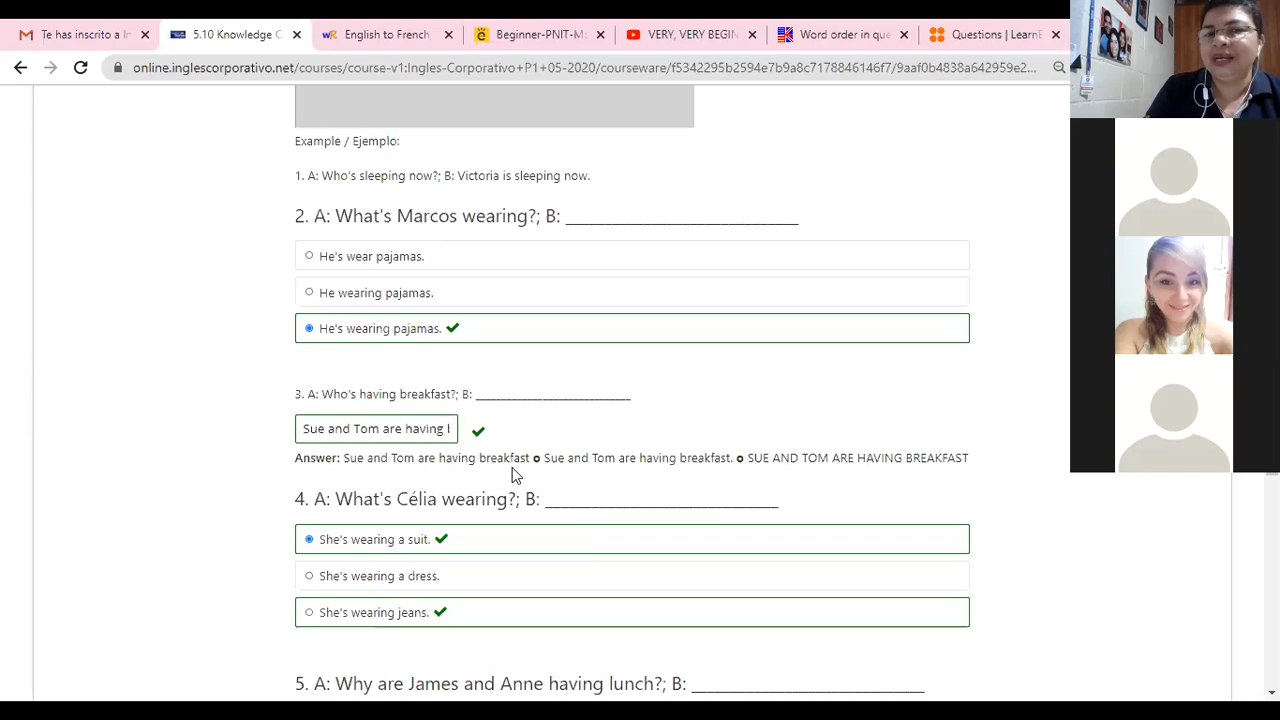 Te has inscrito a
5.10 Knowledge C
English to French
Beginner-PNIT-M
VERY, VERY BEGI
Word order in que
Questions | Learn
online.inglescorporativo.net/courses/course-v1:Ingles-Corporativo+P1+05-2020/courseware/f5342295b2594e7b9a8c7178846146f7/9aaf0b4838a642959e2...
Example / Ejemplo:
1. A: Who's sleeping now?; B: Victoria is sleeping now.
2. A: What's Marcos wearing?; B: ____________________________
He's wear pajamas.
He wearing pajamas.
He's wearing pajamas.
3. A: Who's having breakfast?; B: ____________________________
Sue and Tom are having
Answer: Sue and Tom are having breakfast o Sue and Tom are having breakfast. o SUE AND TOM ARE HAVING BREAKFAST
4. A: What's Célia wearing?; B: ____________________________
She's wearing a suit.
She's wearing a dress.
She's wearing jeans.
5. A: Why are James and Anne having lunch?; B: ____________________________